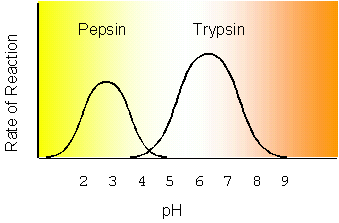 Pepsin Trypsin
Rate of Reaction
2 3 4 5 6 7 8 9
pH